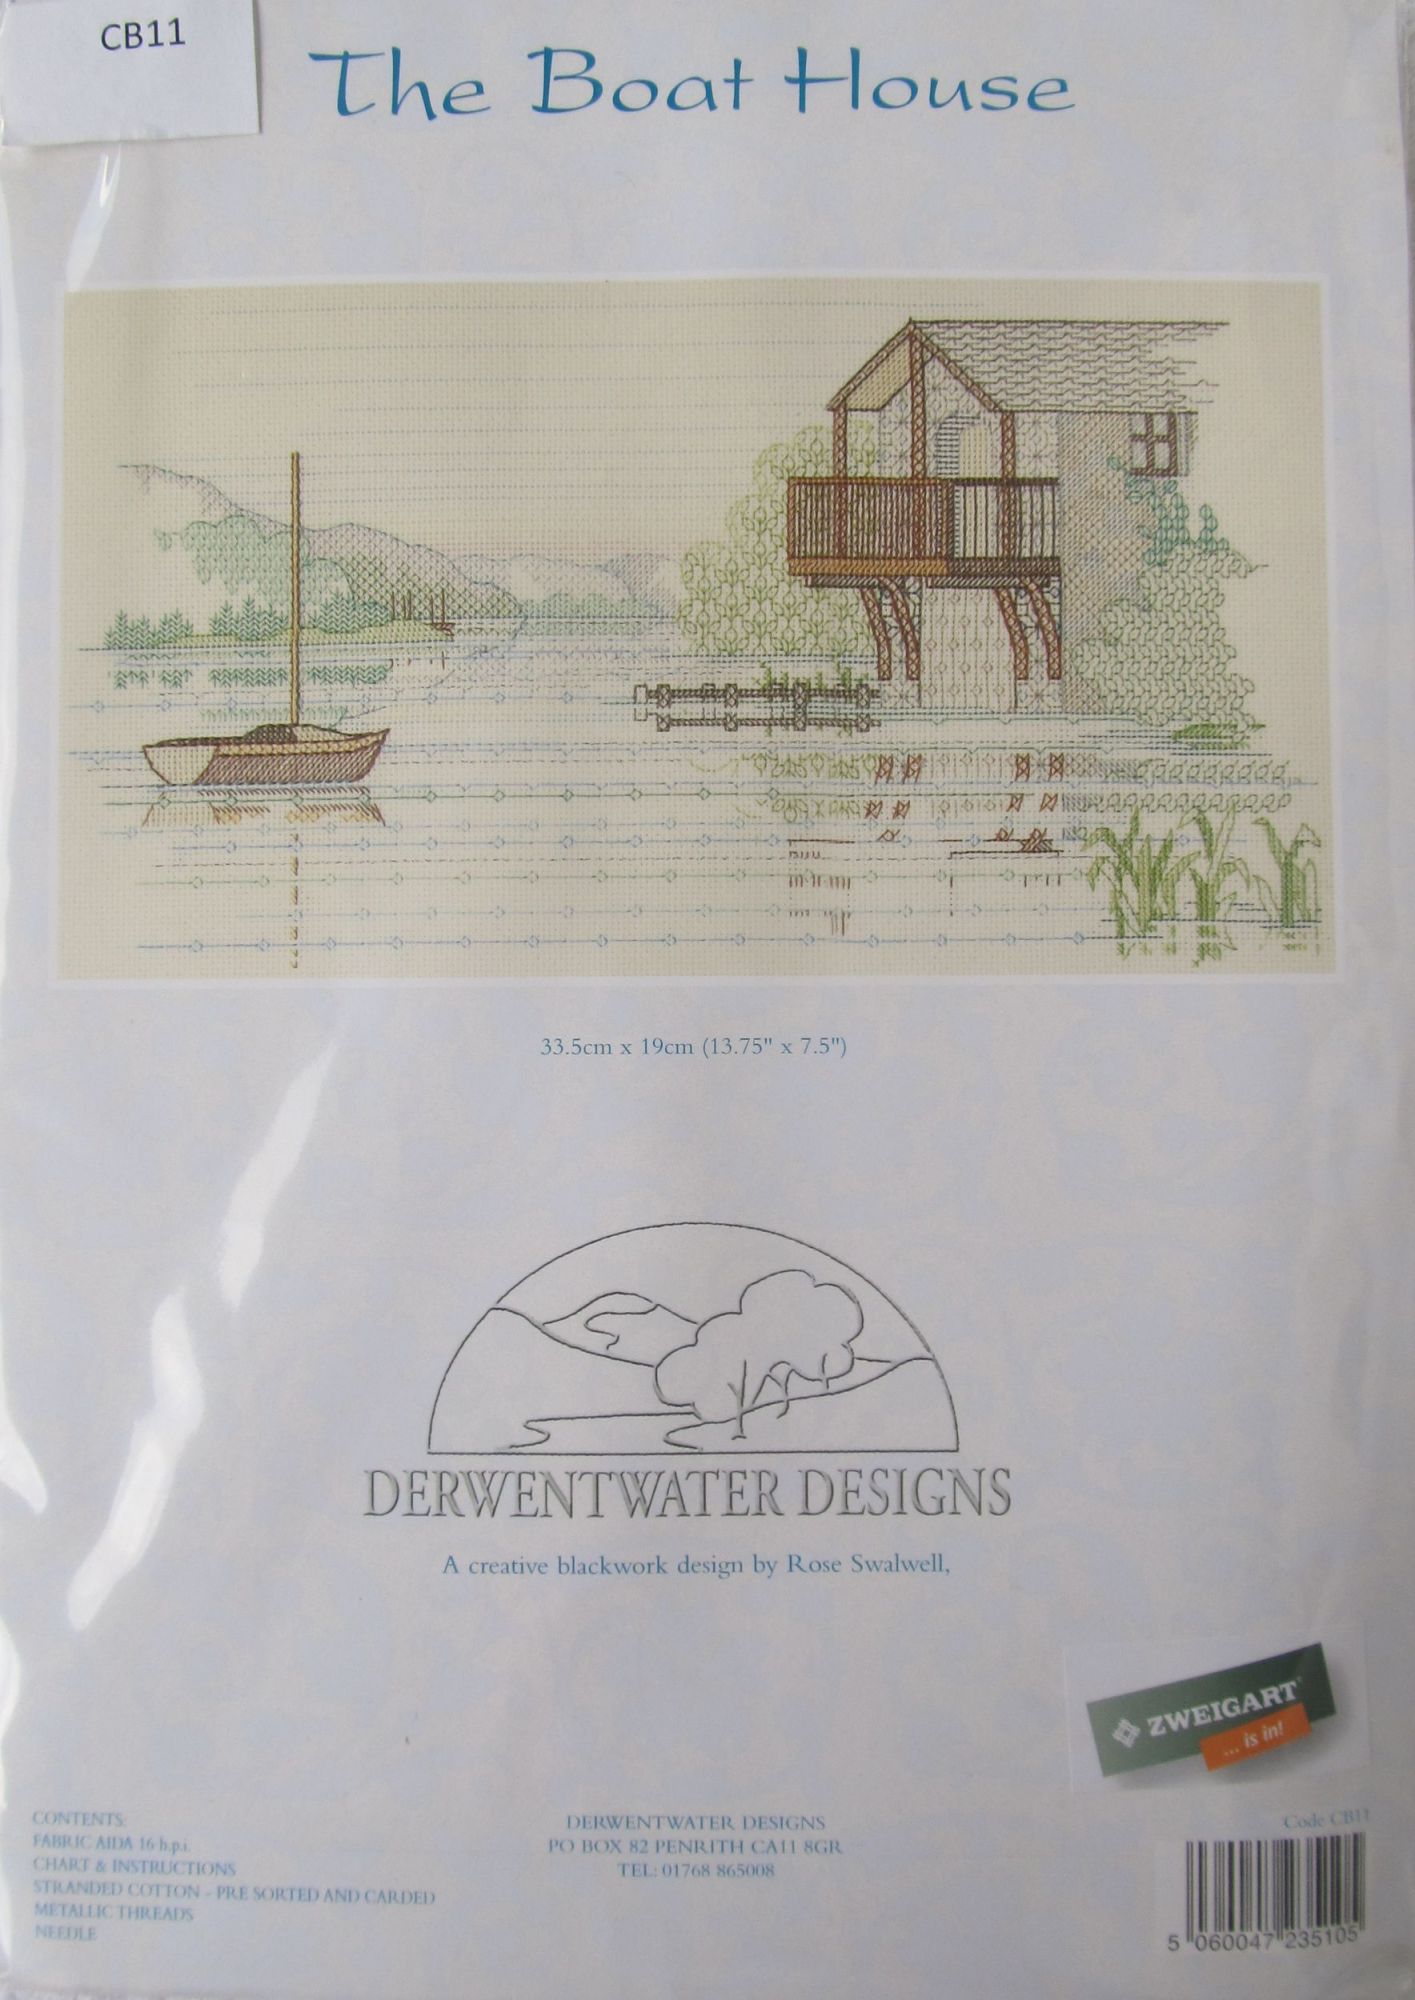 CB11
The Boat House
33.5cm x 19cm (13.75" x 7.5")
DERWENTWATER DESIGNS
A creative blackwork design by Rose Swalwell,
ZWEIGART®
... is in!
CONTENTS:
FABRIC AIDA 16 h.p.i.
CHART & INSTRUCTIONS
STRANDED COTTON - PRE SORTED AND CARDED
METALLIC THREADS
NEEDLE
DERWENTWATER DESIGNS
PO BOX 82 PENRITH CA11 8GR
TEL: 01768 865008
Code CB11
5 060047 235105